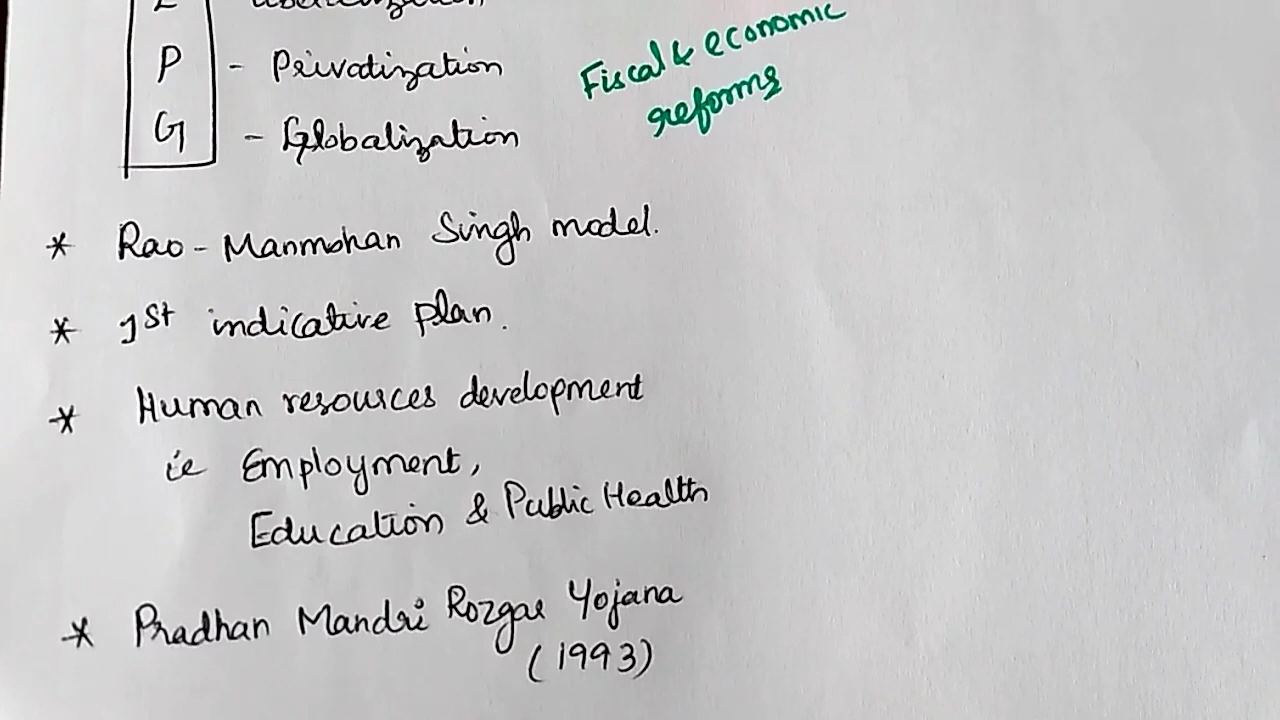 P - Privatization
G - Globalization
Fiscal & economic
reforms
* Rao - Manmohan Singh model.
* 1st indicative plan.
* Human resources development
ie Employment,
Education & Public Health
* Pradhan Mandri Rozgar Yojana
(1993)